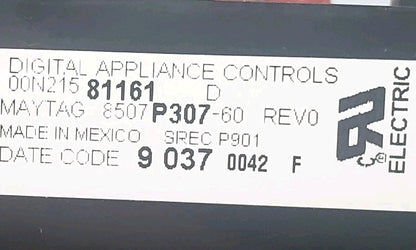 DIGITAL APPLIANCE CONTROLS
00N215 81161 D
MAYTAG 8507P307-60 REV0
MADE IN MEXICO SREC P901
DATE CODE 9 037 0042 F
ELECTRIC